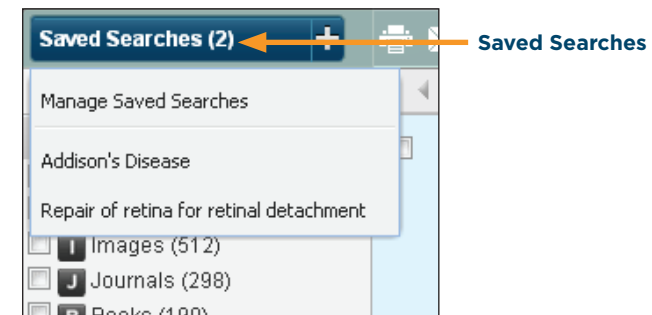 Saved Searches (2) +
Saved Searches
Manage Saved Searches
Addison's Disease
Repair of retina for retinal detachment
I Images (512)
J Journals (298)
Books